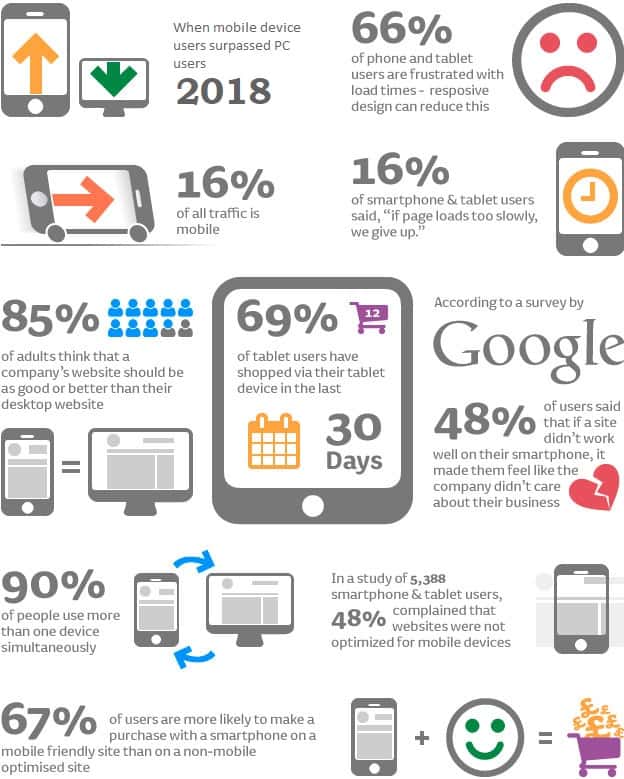 When mobile device
users surpassed PC
users
2018
66%
of phone and tablet
users are frustrated with
load times - resposive
design can reduce this
16%
of all traffic is
mobile
16%
of smartphone & tablet users
said, “if page loads too slowly,
we give up.”
85%
of adults think that a
company's website should be
as good or better than their
desktop website
69%
12
of tablet users have
shopped via their tablet
device in the last
30
Days
According to a survey by
Google
48%
of users said
that if a site
didn't work
well on their smartphone, it
made them feel like the
company didn't care
about their business
90%
of people use more
than one device
simultaneously
In a study of 5,388
smartphone & tablet users,
48% complained that
websites were not
optimized for mobile devices
67%
of users are more likely to make a
purchase with a smartphone on a
mobile friendly site than on a non-mobile
optimised site
+
=
£
£
£
£